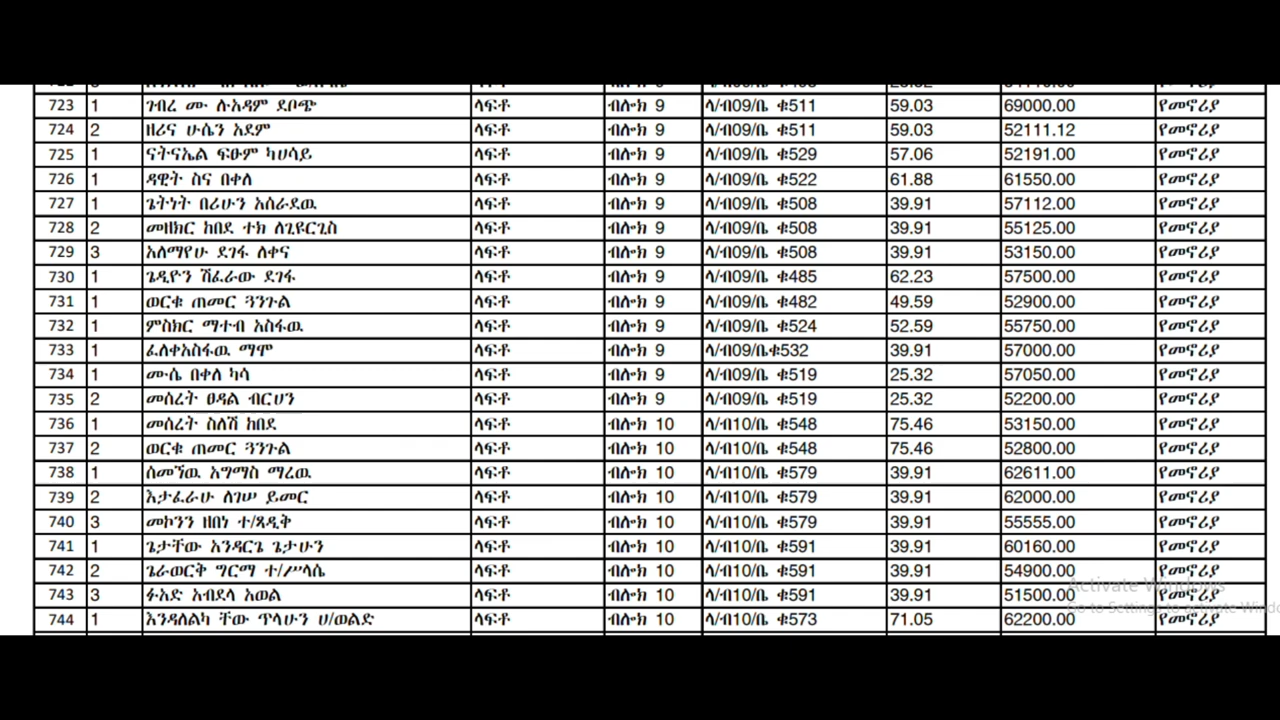 723 1 ገብረ ሙ ሉአዳም ደቦጭ ላፍቶ ብሎክ 9 ላ/ብ09/ቤ ቁ511 59.03 69000.00 የመኖሪያ
724 2 ዘሪና ሁሴን አደም ላፍቶ ብሎክ 9 ላ/ብ09/ቤ ቁ511 59.03 52111.12 የመኖሪያ
725 1 ናትናኤል ፍፁም ካሀሳይ ላፍቶ ብሎክ 9 ላ/ብ09/ቤ ቁ529 57.06 52191.00 የመኖሪያ
726 1 ዳዊት ስና በቀለ ላፍቶ ብሎክ 9 ላ/ብ09/ቤ ቁ522 61.88 61550.00 የመኖሪያ
727 1 ጌትነት በሪሁን አሰራደዉ ላፍቶ ብሎክ 9 ላ/ብ09/ቤ ቁ508 39.91 57112.00 የመኖሪያ
728 2 መዘክር ከበደ ተክ ለጊዩርጊስ ላፍቶ ብሎክ 9 ላ/ብ09/ቤ ቁ508 39.91 55125.00 የመኖሪያ
729 3 አለማየሁ ደገፋ ለቀና ላፍቶ ብሎክ 9 ላ/ብ09/ቤ ቁ508 39.91 53150.00 የመኖሪያ
730 1 ጌዲዮን ሽፈራው ደገፋ ላፍቶ ብሎክ 9 ላ/ብ09/ቤ ቁ485 62.23 57500.00 የመኖሪያ
731 1 ወርቁ ጠመር ጓንጉል ላፍቶ ብሎክ 9 ላ/ብ09/ቤ ቁ482 49.59 52900.00 የመኖሪያ
732 1 ምስክር ማተብ አስፋዉ ላፍቶ ብሎክ 9 ላ/ብ09/ቤ ቁ524 52.59 55750.00 የመኖሪያ
733 1 ፈለቀአስፋዉ ማሞ ላፍቶ ብሎክ 9 ላ/ብ09/ቤቁ532 39.91 57000.00 የመኖሪያ
734 1 ሙሴ በቀለ ካሳ ላፍቶ ብሎክ 9 ላ/ብ09/ቤ ቁ519 25.32 57050.00 የመኖሪያ
735 2 መሰረት ፀዳል ብርሀን ላፍቶ ብሎክ 9 ላ/ብ09/ቤ ቁ519 25.32 52200.00 የመኖሪያ
736 1 መሰረት ስለሽ ከበደ ላፍቶ ብሎክ 10 ላ/ብ10/ቤ ቁ548 75.46 53150.00 የመኖሪያ
737 2 ወርቁ ጠመር ጓንጉል ላፍቶ ብሎክ 10 ላ/ብ10/ቤ ቁ548 75.46 52800.00 የመኖሪያ
738 1 ሰመኘዉ አግማስ ማረዉ ላፍቶ ብሎክ 10 ላ/ብ10/ቤ ቁ579 39.91 62611.00 የመኖሪያ
739 2 እታፈራሁ ለገሠ ይመር ላፍቶ ብሎክ 10 ላ/ብ10/ቤ ቁ579 39.91 62000.00 የመኖሪያ
740 3 መኮንን ዘበነ ተ/ጻዲቅ ላፍቶ ብሎክ 10 ላ/ብ10/ቤ ቁ579 39.91 55555.00 የመኖሪያ
741 1 ጌታቸው አንዳርጌ ጌታሁን ላፍቶ ብሎክ 10 ላ/ብ10/ቤ ቁ591 39.91 60160.00 የመኖሪያ
742 2 ጌራወርቅ ግርማ ተ/ሥላሴ ላፍቶ ብሎክ 10 ላ/ብ10/ቤ ቁ591 39.91 54900.00 የመኖሪያ
743 3 ፉአድ አብደላ አወል ላፍቶ ብሎክ 10 ላ/ብ10/ቤ ቁ591 39.91 51500.00 የመኖሪያ
744 1 እንዳለልካ ቸው ጥላሁን ሀ/ወልድ ላፍቶ ብሎክ 10 ላ/ብ10/ቤ ቁ573 71.05 62200.00 የመኖሪያ
Activate Windows
Go to Settings to activate Windo